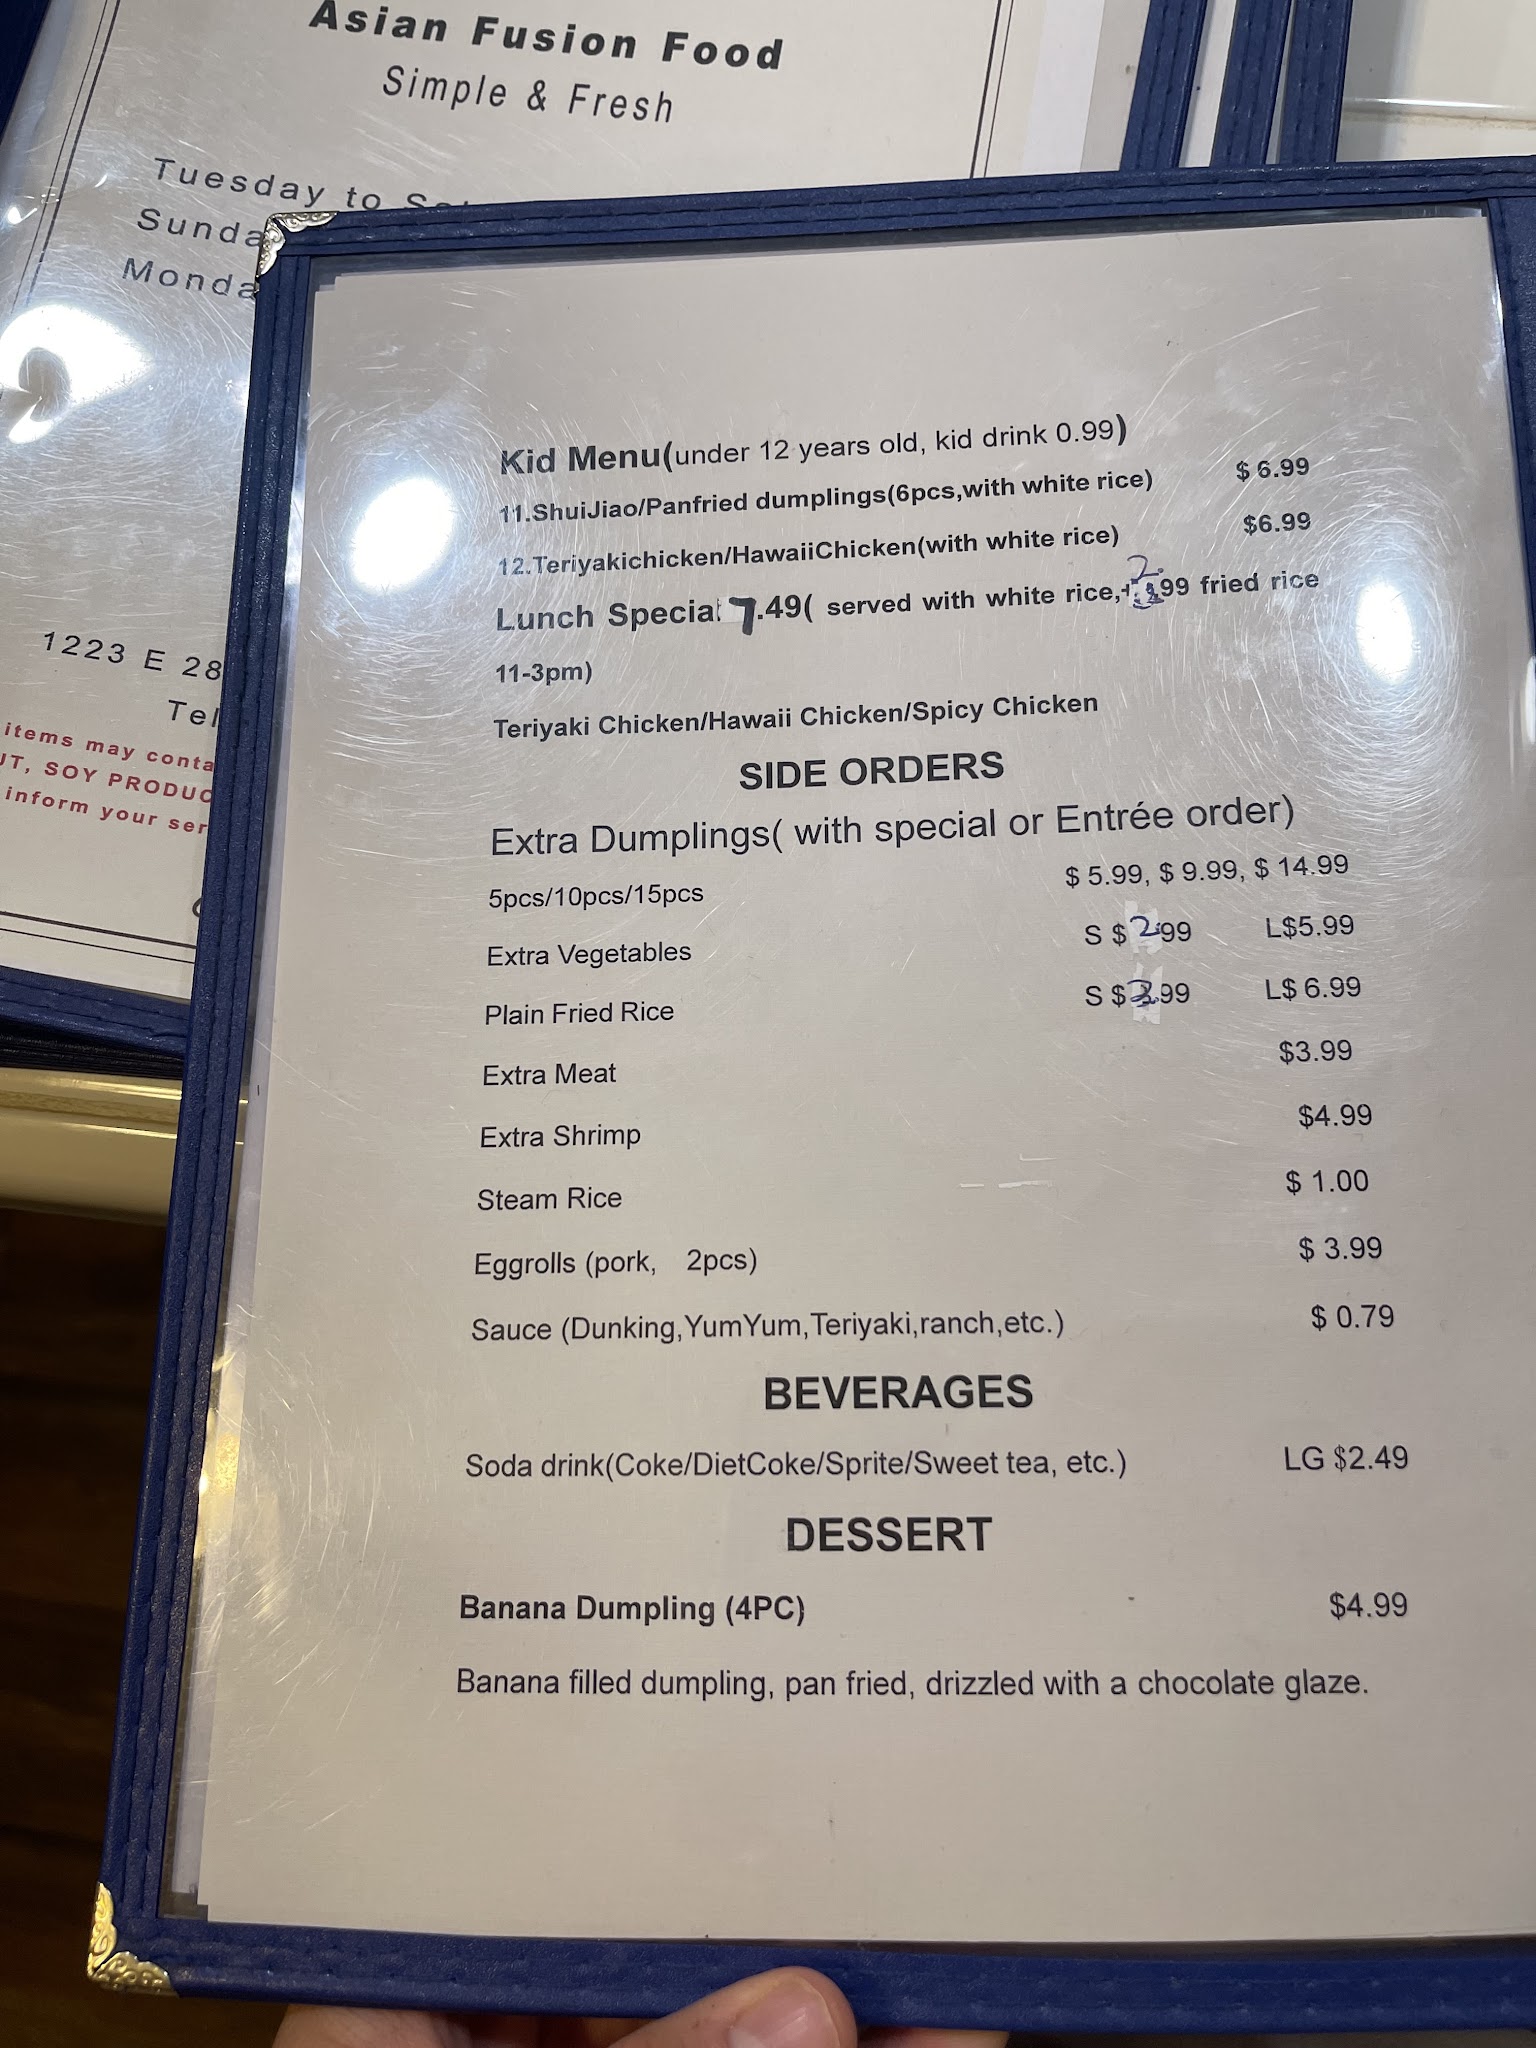 Asian Fusion Food
Simple & Fresh
Tuesday to
Sunda
Monda
1223 E 28
Tel
items may conta
UT, SOY PRODUC
inform your ser
Kid Menu(under 12 years old, kid drink 0.99)
11.ShuiJiao/Panfried dumplings(6pcs,with white rice) $ 6.99
12.Teriyakichicken/HawaiiChicken(with white rice) $6.99
Lunch Special 7.49( served with white rice,+2.99 fried rice
11-3pm)
Teriyaki Chicken/Hawaii Chicken/Spicy Chicken
SIDE ORDERS
Extra Dumplings( with special or Entrée order)
5pcs/10pcs/15pcs $ 5.99, $ 9.99, $ 14.99
Extra Vegetables S $2.99 L$5.99
Plain Fried Rice S $3.99 L$ 6.99
Extra Meat $3.99
Extra Shrimp $4.99
Steam Rice $ 1.00
Eggrolls (pork, 2pcs) $ 3.99
Sauce (Dunking,YumYum,Teriyaki,ranch,etc.) $ 0.79
BEVERAGES
Soda drink(Coke/DietCoke/Sprite/Sweet tea, etc.) LG $2.49
DESSERT
Banana Dumpling (4PC) $4.99
Banana filled dumpling, pan fried, drizzled with a chocolate glaze.